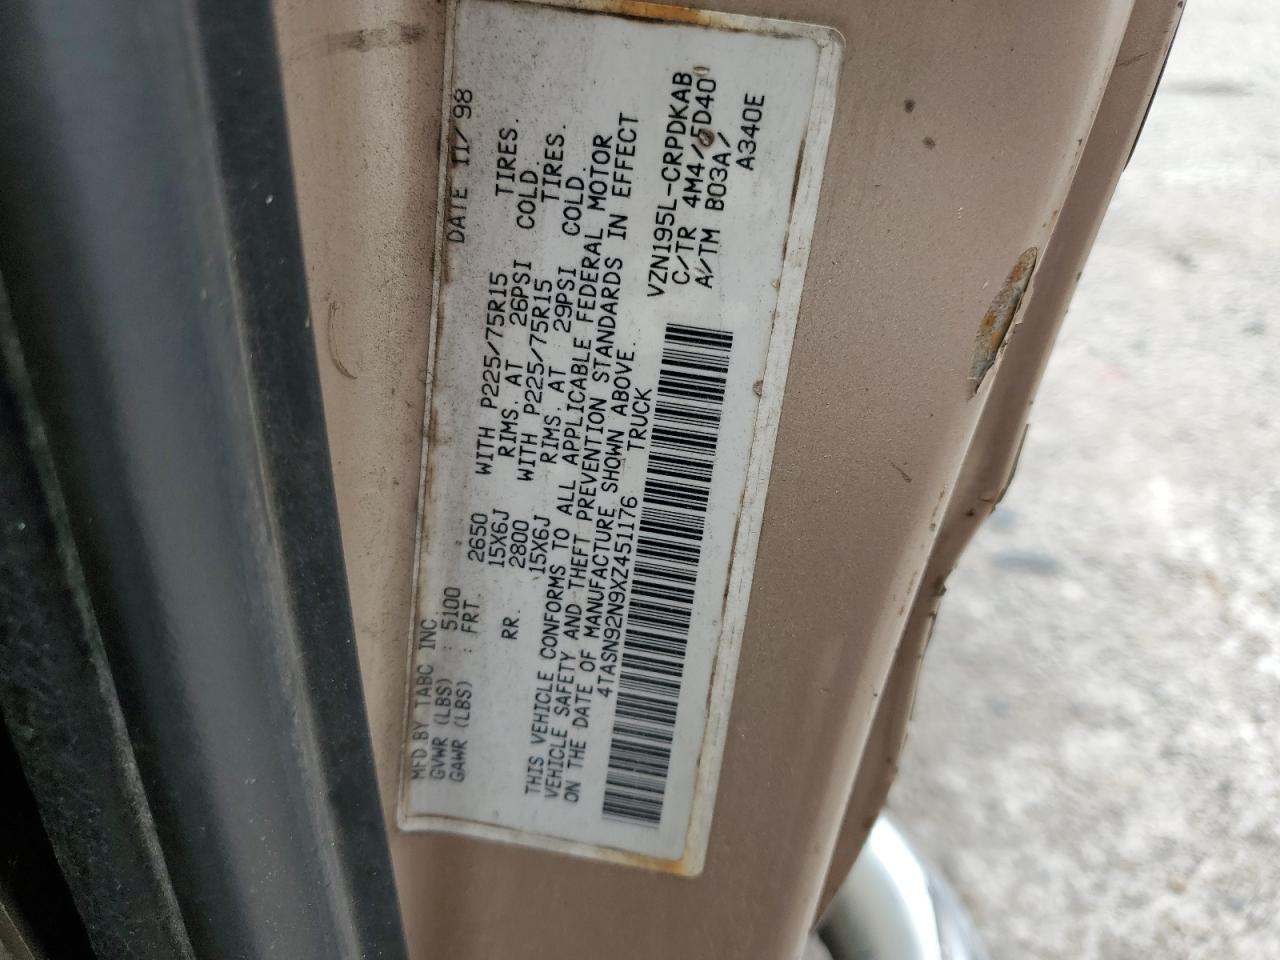 MFD BY TABC INC. DATE 11/98
GVWR (LBS) : 5100
GAWR (LBS) : FRT. 2650 WITH P225/75R15 TIRES.
15X6J RIMS. AT 26PSI COLD.
RR. 2800 WITH P225/75R15 TIRES.
15X6J RIMS. AT 29PSI COLD.
THIS VEHICLE CONFORMS TO ALL APPLICABLE FEDERAL MOTOR
VEHICLE SAFETY AND THEFT PREVENTION STANDARDS IN EFFECT
ON THE DATE OF MANUFACTURE SHOWN ABOVE.
4TASN92N9XZ451176 TRUCK
VZN195L-CRPDKAB
C/TR 4M4/ FD40
A/TM B03A/
A340E